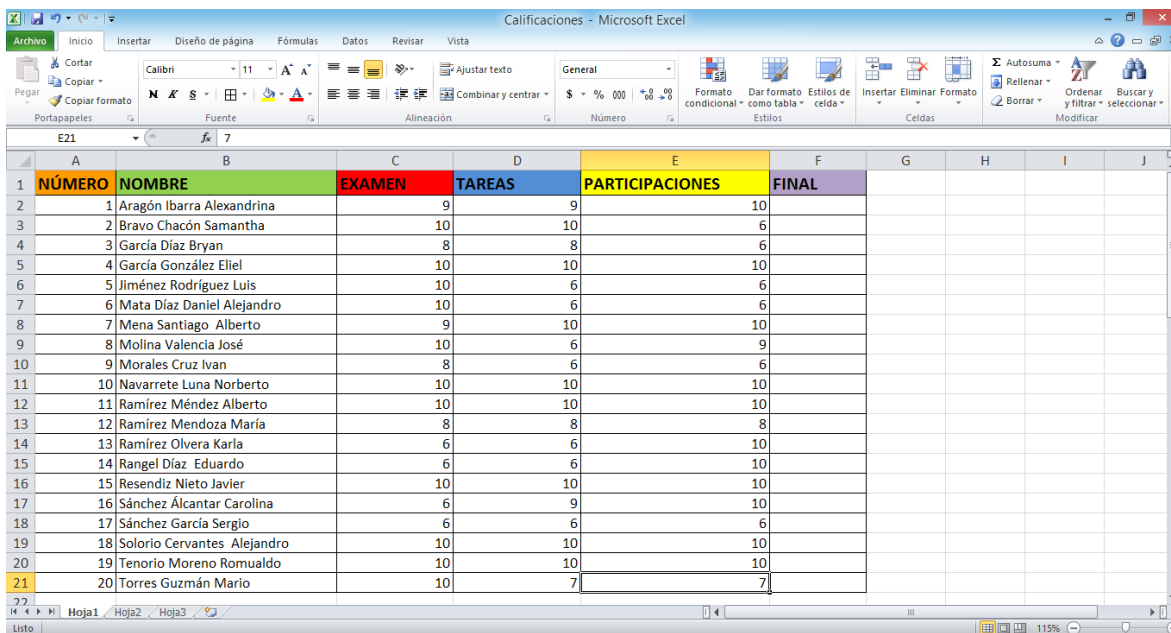 Calificaciones - Microsoft Excel
Archivo Inicio Insertar Diseño de página Fórmulas Datos Revisar Vista
Pegar
Cortar
Copiar
Copiar formato
Portapapeles
Calibri 11
N K S
Fuente
Ajustar texto
Combinar y centrar
Alineación
General
$ % 000
Número
Formato condicional
Dar formato como tabla
Estilos de celda
Estilos
Insertar Eliminar Formato
Celdas
Σ Autosuma
Rellenar
Borrar
Ordenar y filtrar
Buscar y seleccionar
Modificar
E21 fx 7
A B C D E F G H I J
1 NÚMERO NOMBRE EXAMEN TAREAS PARTICIPACIONES FINAL
2 1 Aragón Ibarra Alexandrina 9 9 10
3 2 Bravo Chacón Samantha 10 10 6
4 3 García Díaz Bryan 8 8 6
5 4 García González Eliel 10 10 10
6 5 Jiménez Rodríguez Luis 10 6 6
7 6 Mata Díaz Daniel Alejandro 10 6 6
8 7 Mena Santiago Alberto 9 10 10
9 8 Molina Valencia José 10 6 9
10 9 Morales Cruz Ivan 8 6 6
11 10 Navarrete Luna Norberto 10 10 10
12 11 Ramírez Méndez Alberto 10 10 10
13 12 Ramírez Mendoza María 8 8 8
14 13 Ramírez Olvera Karla 6 6 10
15 14 Rangel Díaz Eduardo 6 6 10
16 15 Resendiz Nieto Javier 10 10 10
17 16 Sánchez Álcantar Carolina 6 9 10
18 17 Sánchez García Sergio 6 6 6
19 18 Solorio Cervantes Alejandro 10 10 10
20 19 Tenorio Moreno Romualdo 10 10 10
21 20 Torres Guzmán Mario 10 7 7
22
Hoja1 Hoja2 Hoja3
Listo 115%